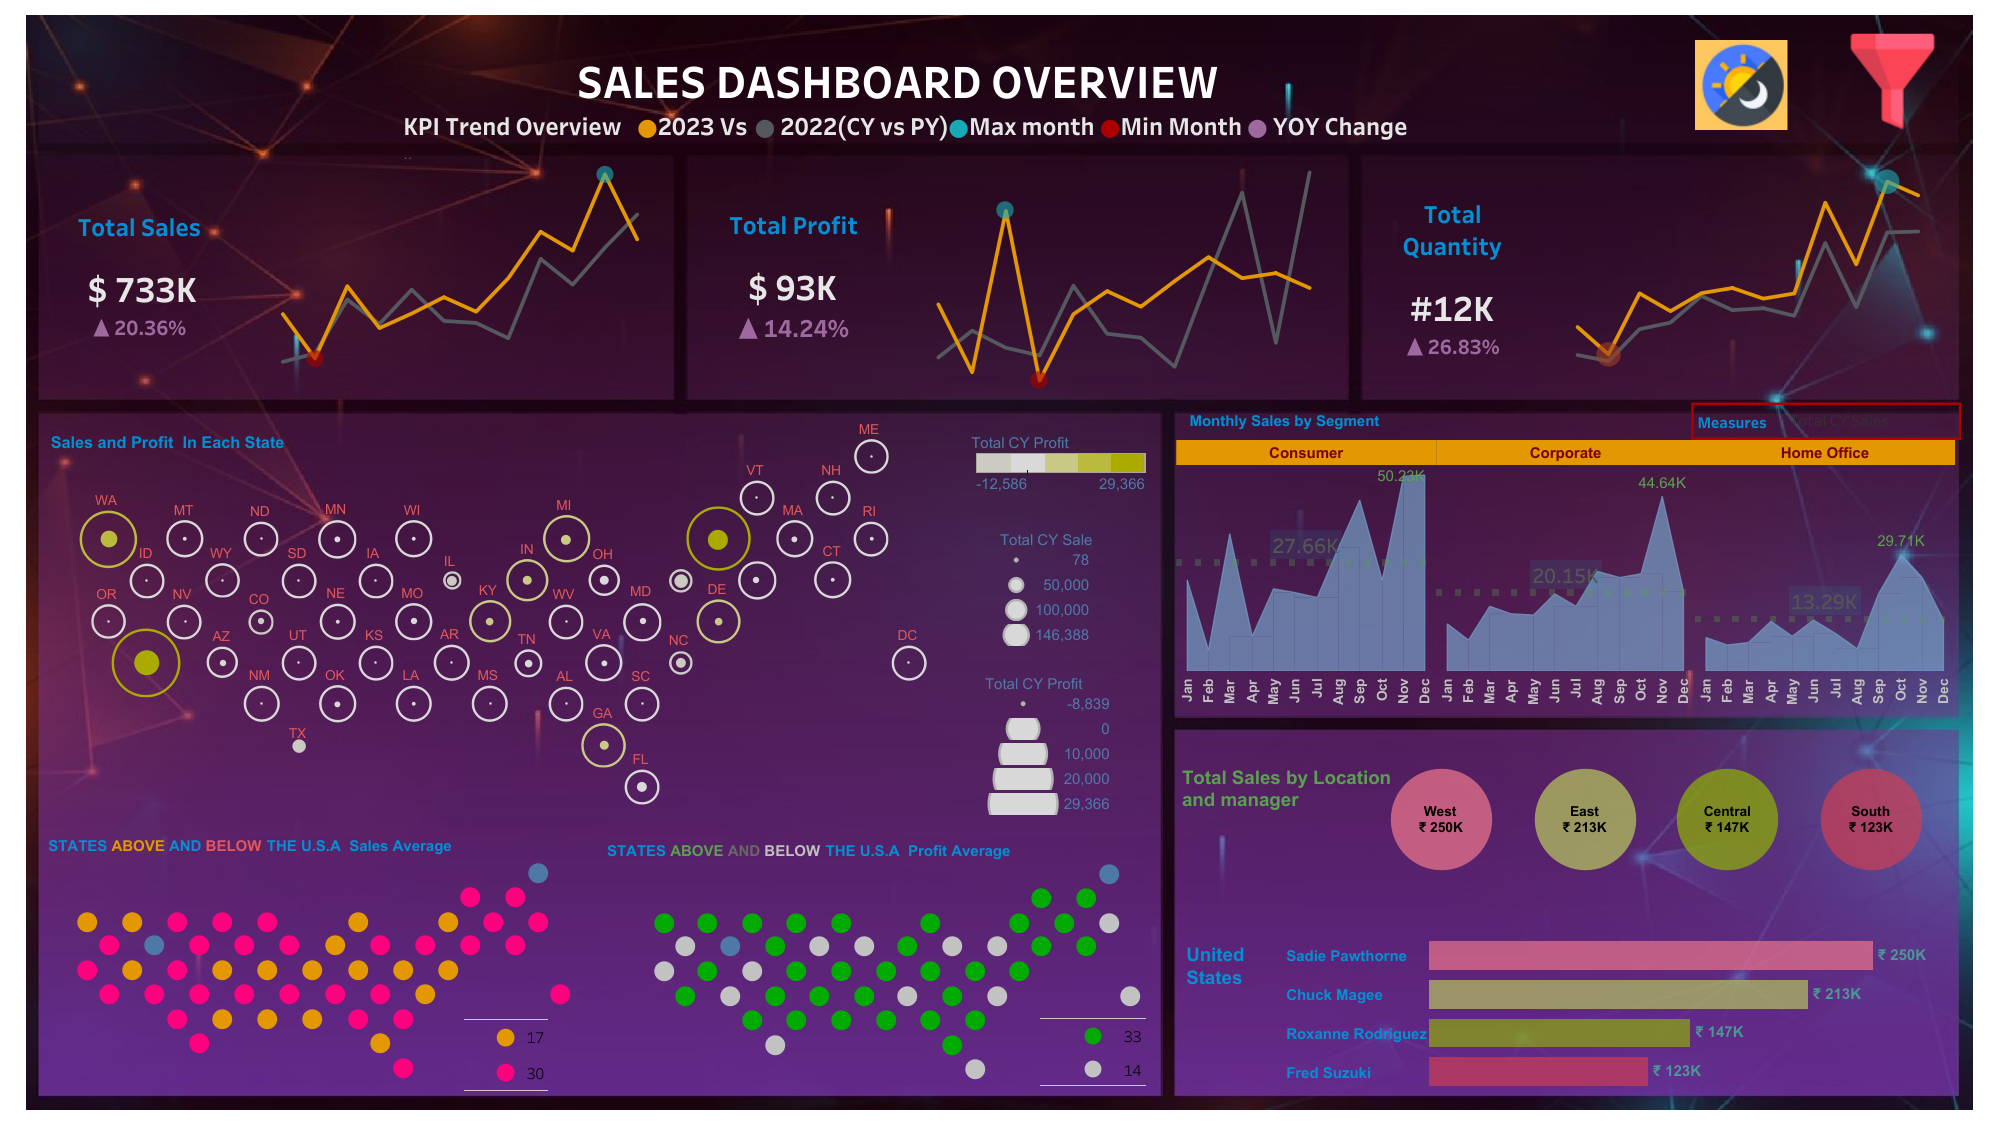 SALES DASHBOARD OVERVIEW
KPI Trend Overview 2023 Vs 2022(CY vs PY) Max month Min Month YOY Change
Total Sales
$ 733K
▲ 20.36%
Total Profit
$ 93K
▲ 14.24%
Total
Quantity
#12K
▲ 26.83%
Sales and Profit In Each State
ME
VT NH
WA MT ND MN WI MI MA RI
ID WY SD IA IL IN OH CT
OR NV CO NE MO KY WV MD DE
AZ UT KS AR TN VA NC DC
NM OK LA MS AL SC
TX GA
FL
Total CY Profit
-12,586 29,366
Total CY Sale
78
50,000
100,000
146,388
Total CY Profit
-8,839
0
10,000
20,000
29,366
Monthly Sales by Segment
Measures Total CY Sales
Consumer Corporate Home Office
50.23K
44.64K
29.71K
27.66K
20.15K
13.29K
Jan Feb Mar Apr May Jun Jul Aug Sep Oct Nov Dec Jan Feb Mar Apr May Jun Jul Aug Sep Oct Nov Dec Jan Feb Mar Apr May Jun Jul Aug Sep Oct Nov Dec
STATES ABOVE AND BELOW THE U.S.A Sales Average
17
30
STATES ABOVE AND BELOW THE U.S.A Profit Average
33
14
Total Sales by Location
and manager
West
₹ 250K
East
₹ 213K
Central
₹ 147K
South
₹ 123K
United
States
Sadie Pawthorne ₹ 250K
Chuck Magee ₹ 213K
Roxanne Rodriguez ₹ 147K
Fred Suzuki ₹ 123K